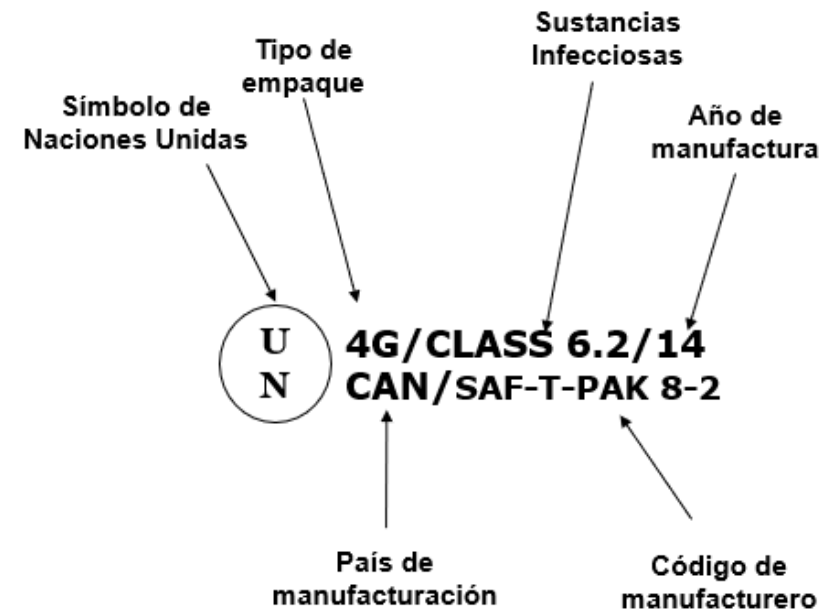 Sustancias
Infecciosas
Tipo de
empaque
Símbolo de
Naciones Unidas
Año de
manufactura
U
N
4G/CLASS 6.2/14
CAN/SAF-T-PAK 8-2
País de
manufacturación
Código de
manufacturero